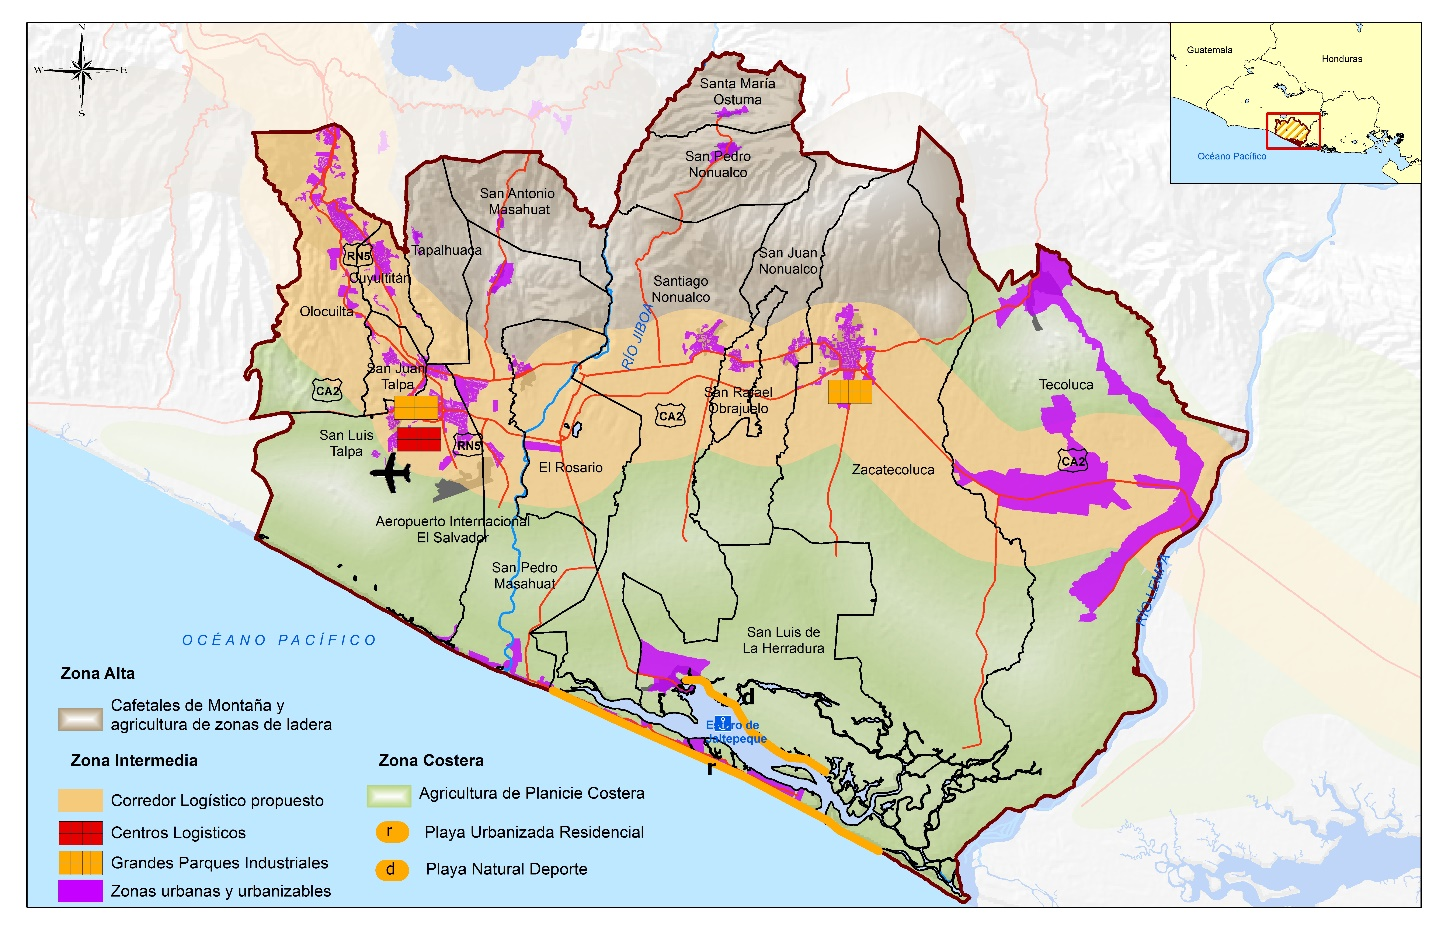 N
W
E
S
Guatemala
Honduras
Océano Pacífico
Santa María
Ostuma
San Pedro
Nonualco
San Antonio
Masahuat
Tapalhuaca
RN5
Cuyultitán
Olocuilta
San Juan
Nonualco
Santiago
Nonualco
RÍO JIBOA
San Juan
Talpa
CA2
San Rafael
Obrajuelo
CA2
Tecoluca
San Luis
Talpa
RN5
El Rosario
Zacatecoluca
CA2
Aeropuerto Internacional
El Salvador
San Pedro
Masahuat
RÍO LEMPA
San Luis de
La Herradura
OCÉANO PACÍFICO
r
d
Estero de
Jaltepeque
r
Zona Alta
Cafetales de Montaña y
agricultura de zonas de ladera
Zona Intermedia
Corredor Logístico propuesto
Centros Logisticos
Grandes Parques Industriales
Zonas urbanas y urbanizables
Zona Costera
Agricultura de Planicie Costera
r Playa Urbanizada Residencial
d Playa Natural Deporte